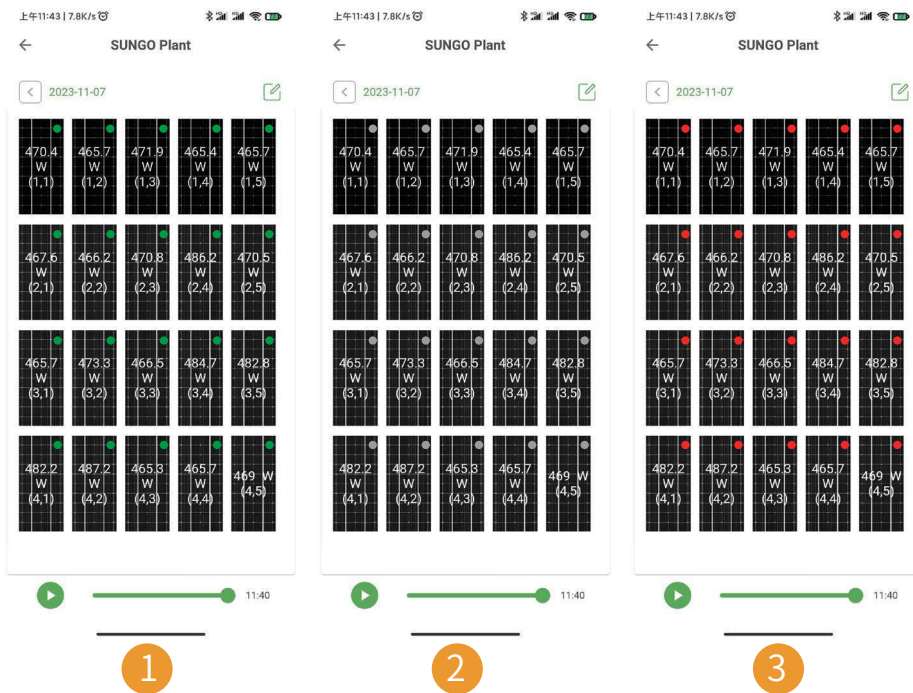 上午11:43 | 7.8K/s
SUNGO Plant
2023-11-07
470.4 W (1,1)
465.7 W (1,2)
471.9 W (1,3)
465.4 W (1,4)
465.7 W (1,5)
467.6 W (2,1)
466.2 W (2,2)
470.8 W (2,3)
486.2 W (2,4)
470.5 W (2,5)
465.7 W (3,1)
473.3 W (3,2)
466.5 W (3,3)
484.7 W (3,4)
482.8 W (3,5)
482.2 W (4,1)
487.2 W (4,2)
465.3 W (4,3)
465.7 W (4,4)
469 W (4,5)
11:40
1
上午11:43 | 7.8K/s
SUNGO Plant
2023-11-07
470.4 W (1,1)
465.7 W (1,2)
471.9 W (1,3)
465.4 W (1,4)
465.7 W (1,5)
467.6 W (2,1)
466.2 W (2,2)
470.8 W (2,3)
486.2 W (2,4)
470.5 W (2,5)
465.7 W (3,1)
473.3 W (3,2)
466.5 W (3,3)
484.7 W (3,4)
482.8 W (3,5)
482.2 W (4,1)
487.2 W (4,2)
465.3 W (4,3)
465.7 W (4,4)
469 W (4,5)
11:40
2
上午11:43 | 7.8K/s
SUNGO Plant
2023-11-07
470.4 W (1,1)
465.7 W (1,2)
471.9 W (1,3)
465.4 W (1,4)
465.7 W (1,5)
467.6 W (2,1)
466.2 W (2,2)
470.8 W (2,3)
486.2 W (2,4)
470.5 W (2,5)
465.7 W (3,1)
473.3 W (3,2)
466.5 W (3,3)
484.7 W (3,4)
482.8 W (3,5)
482.2 W (4,1)
487.2 W (4,2)
465.3 W (4,3)
465.7 W (4,4)
469 W (4,5)
11:40
3